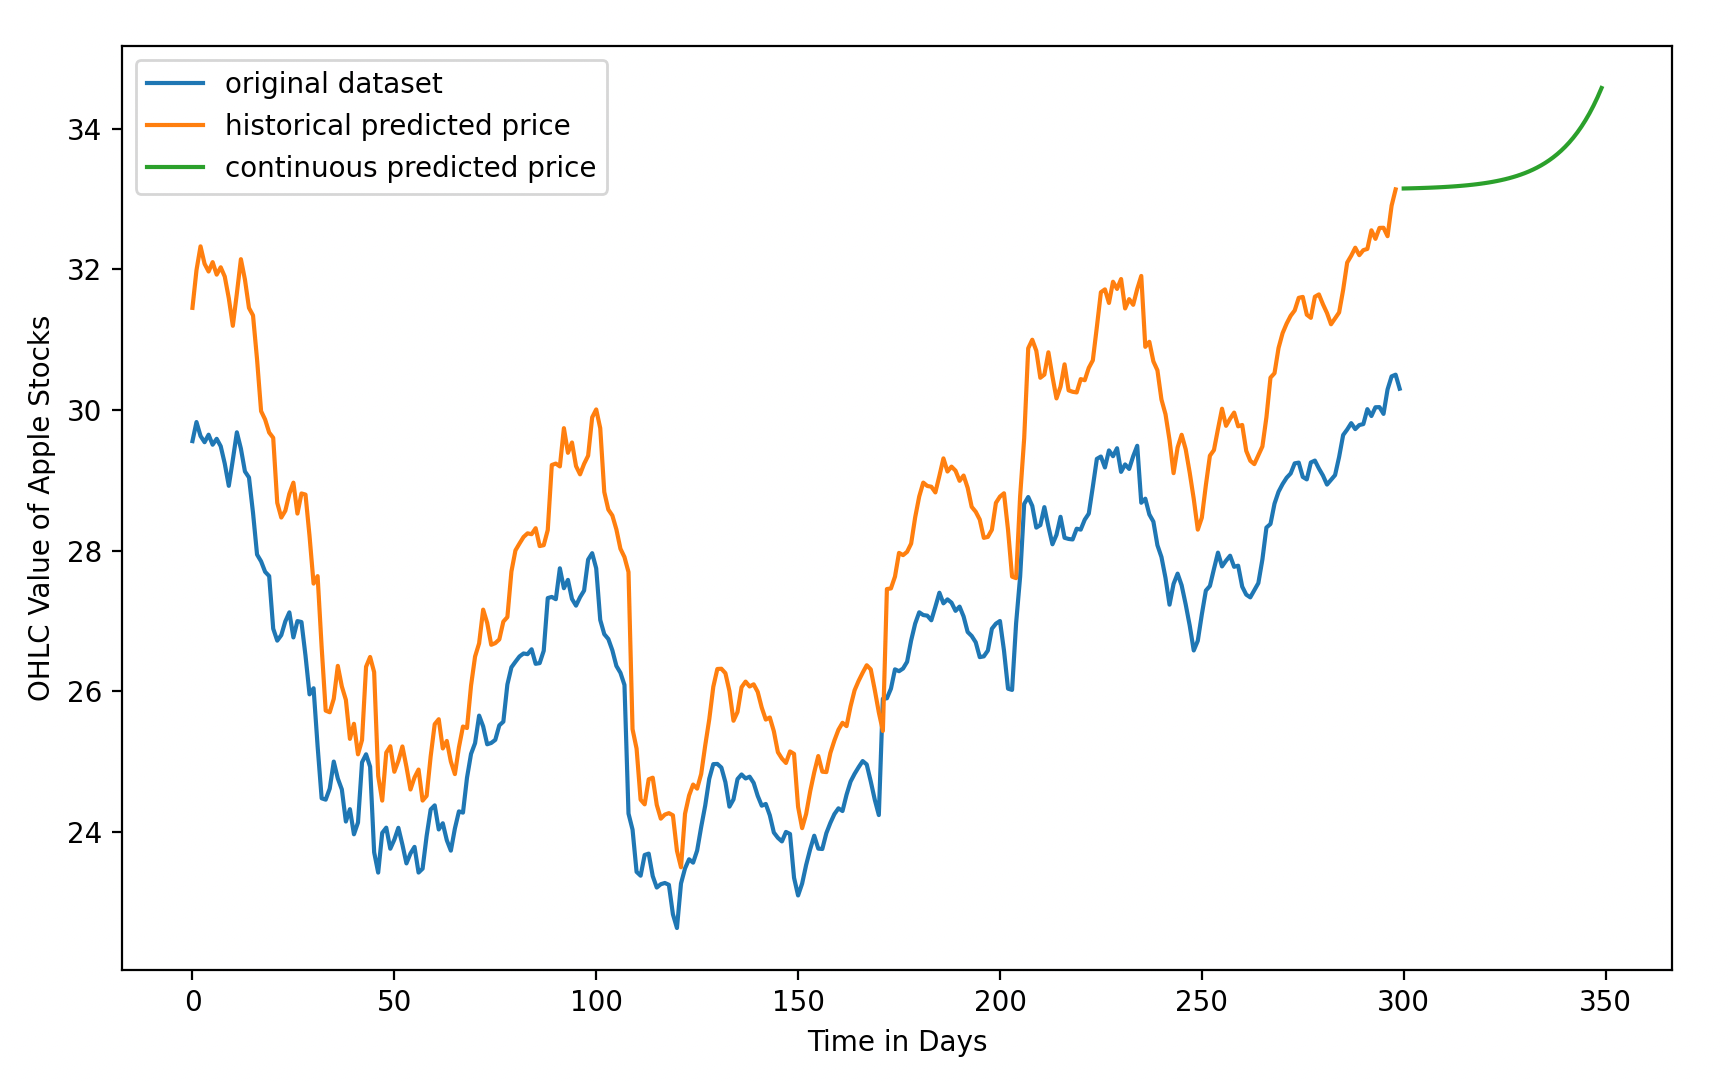 original dataset
historical predicted price
continuous predicted price
34
32
30
28
26
24
OHLC Value of Apple Stocks
0 50 100 150 200 250 300 350
Time in Days